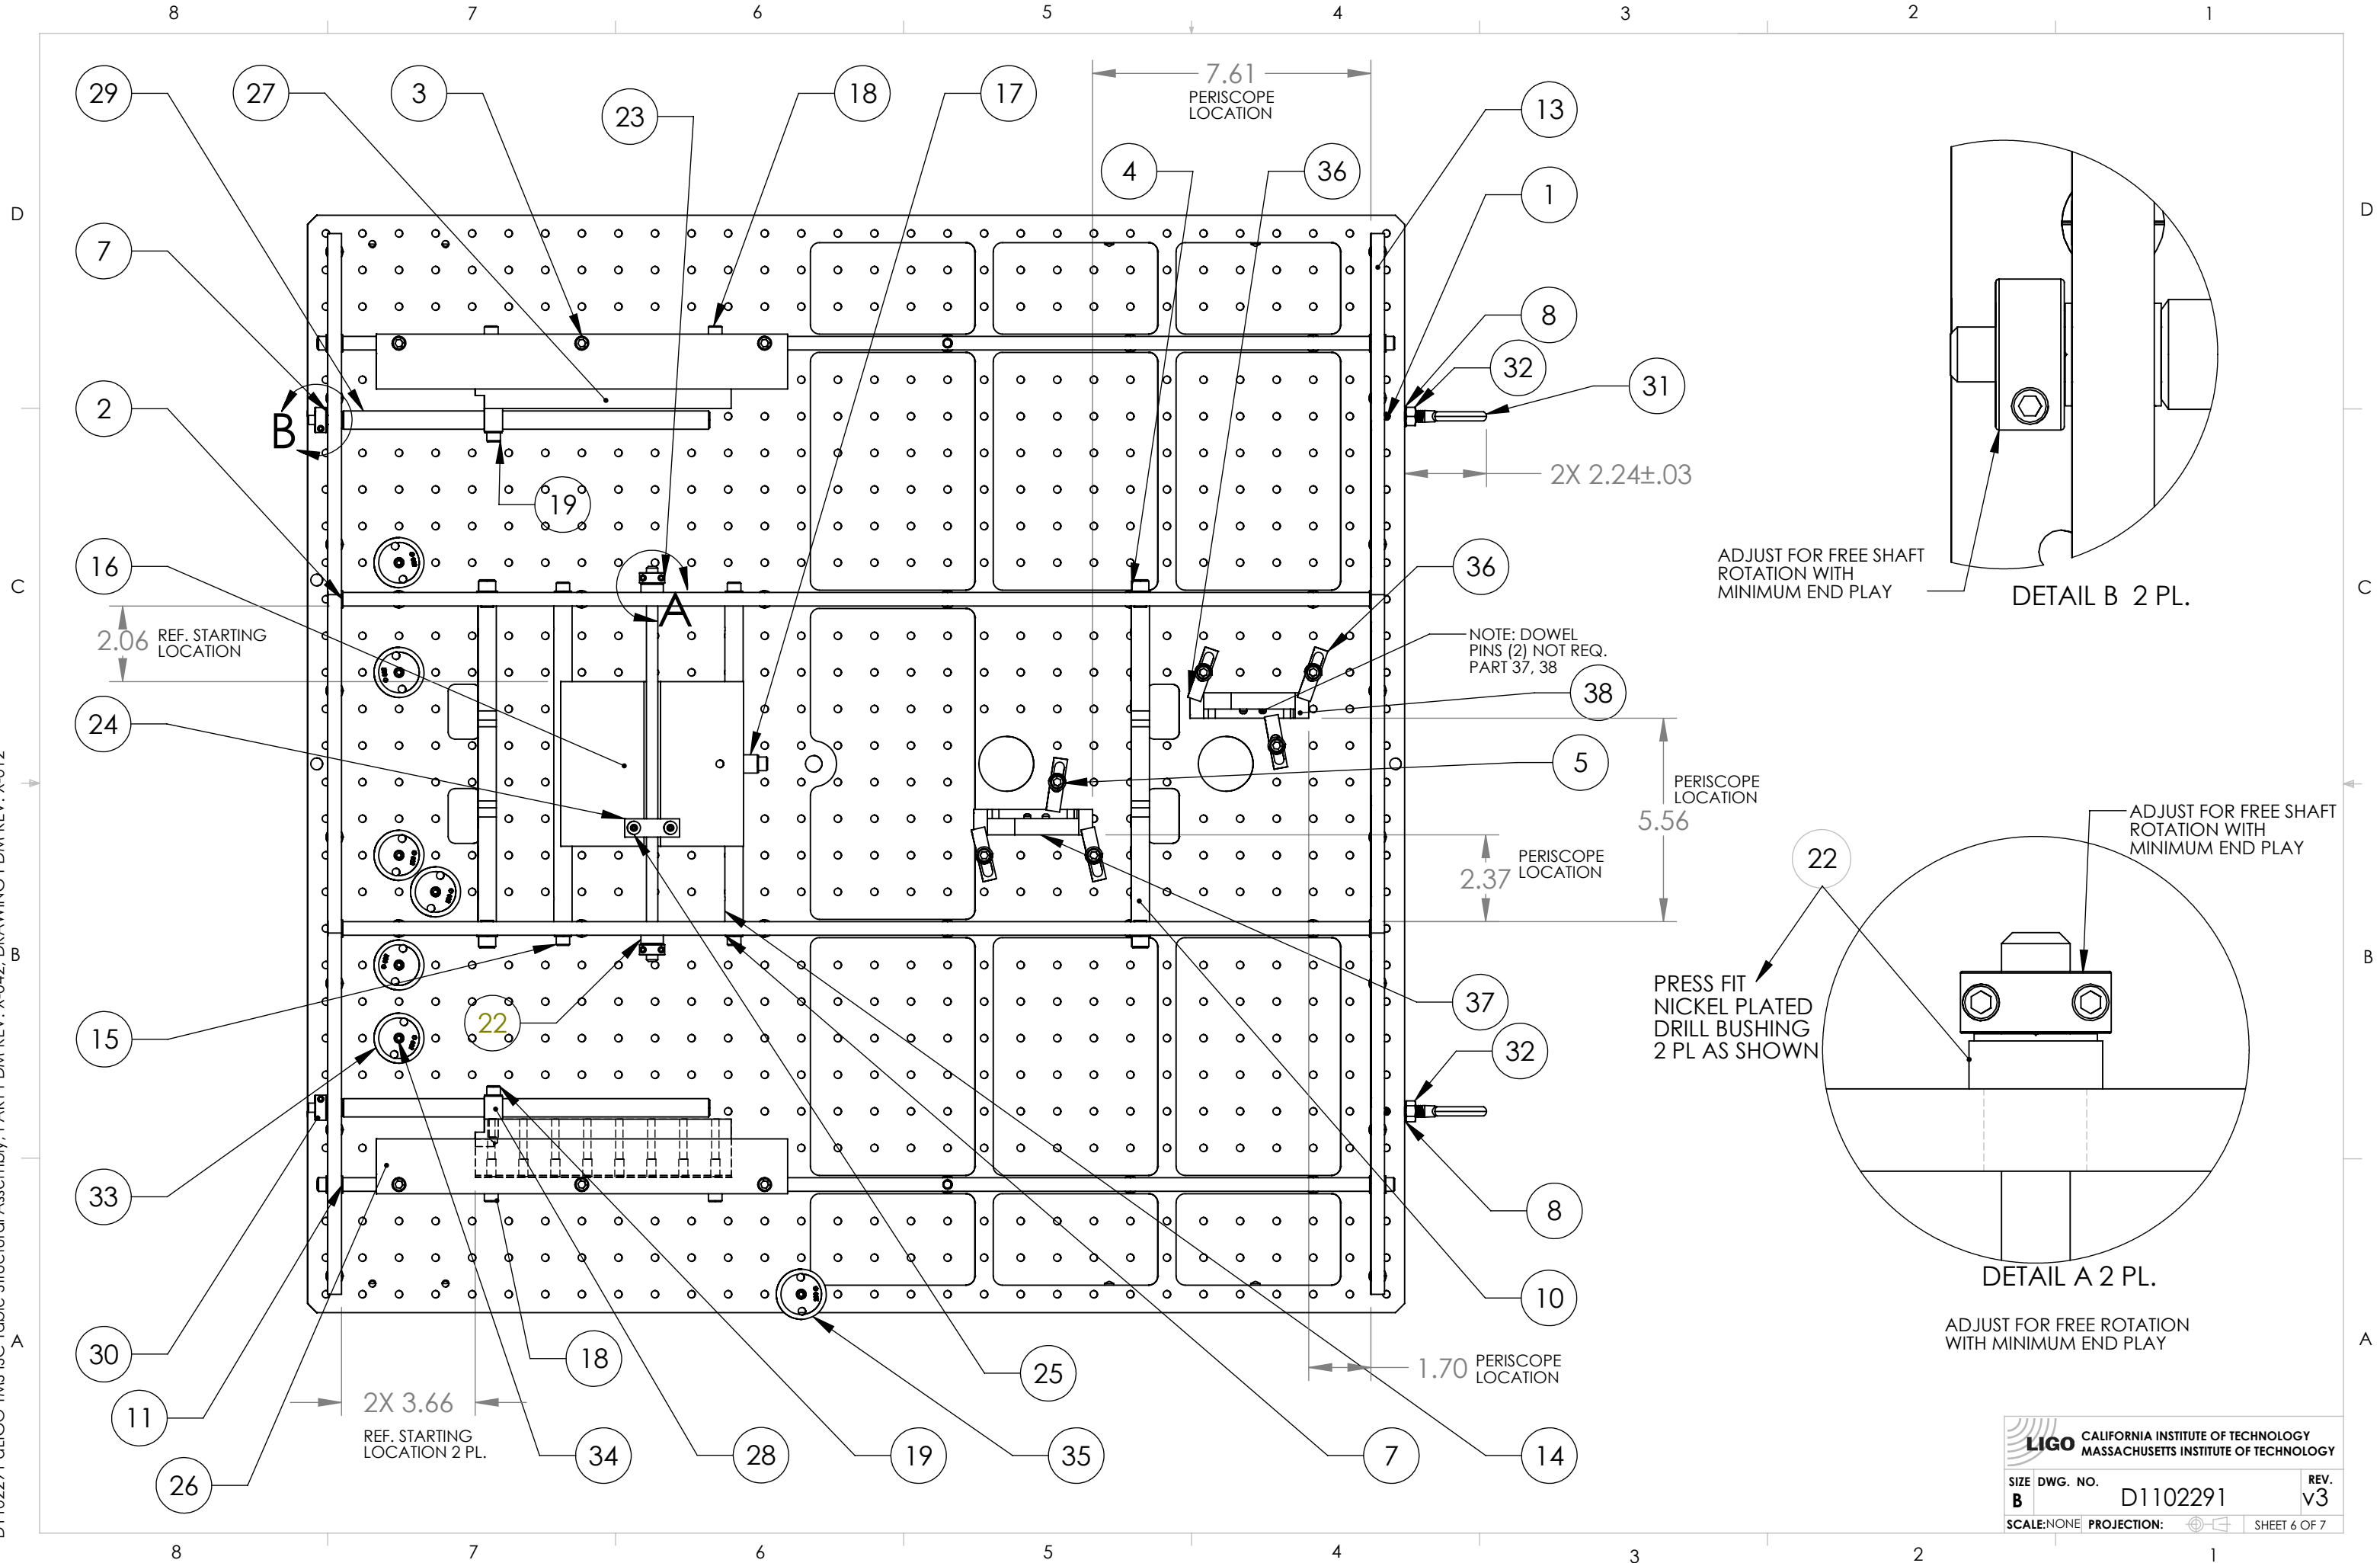 8 7 6 5 4 3 2 1
29
27
3
23
18
17
7.61
PERISCOPE
LOCATION
13
4
36
1
D
D
7
8
32
31
2
B
2X 2.24±.03
19
16
A
36
ADJUST FOR FREE SHAFT
ROTATION WITH
MINIMUM END PLAY
DETAIL B 2 PL.
C
C
2.06
REF. STARTING
LOCATION
NOTE: DOWEL
PINS (2) NOT REQ.
PART 37, 38
38
24
5
PERISCOPE
LOCATION
5.56
2.37
PERISCOPE
LOCATION
ADJUST FOR FREE SHAFT
ROTATION WITH
MINIMUM END PLAY
22
B
B
PRESS FIT
NICKEL PLATED
DRILL BUSHING
2 PL AS SHOWN
15
22
37
32
33
8
DETAIL A 2 PL.
10
ADJUST FOR FREE ROTATION
WITH MINIMUM END PLAY
A
A
30
18
25
1.70
PERISCOPE
LOCATION
11
2X 3.66
REF. STARTING
LOCATION 2 PL.
26
34
28
19
35
7
14
LIGO
CALIFORNIA INSTITUTE OF TECHNOLOGY
MASSACHUSETTS INSTITUTE OF TECHNOLOGY
SIZE DWG. NO. REV.
B D1102291 v3
SCALE:NONE PROJECTION: SHEET 6 OF 7
8 7 6 5 4 3 2 1